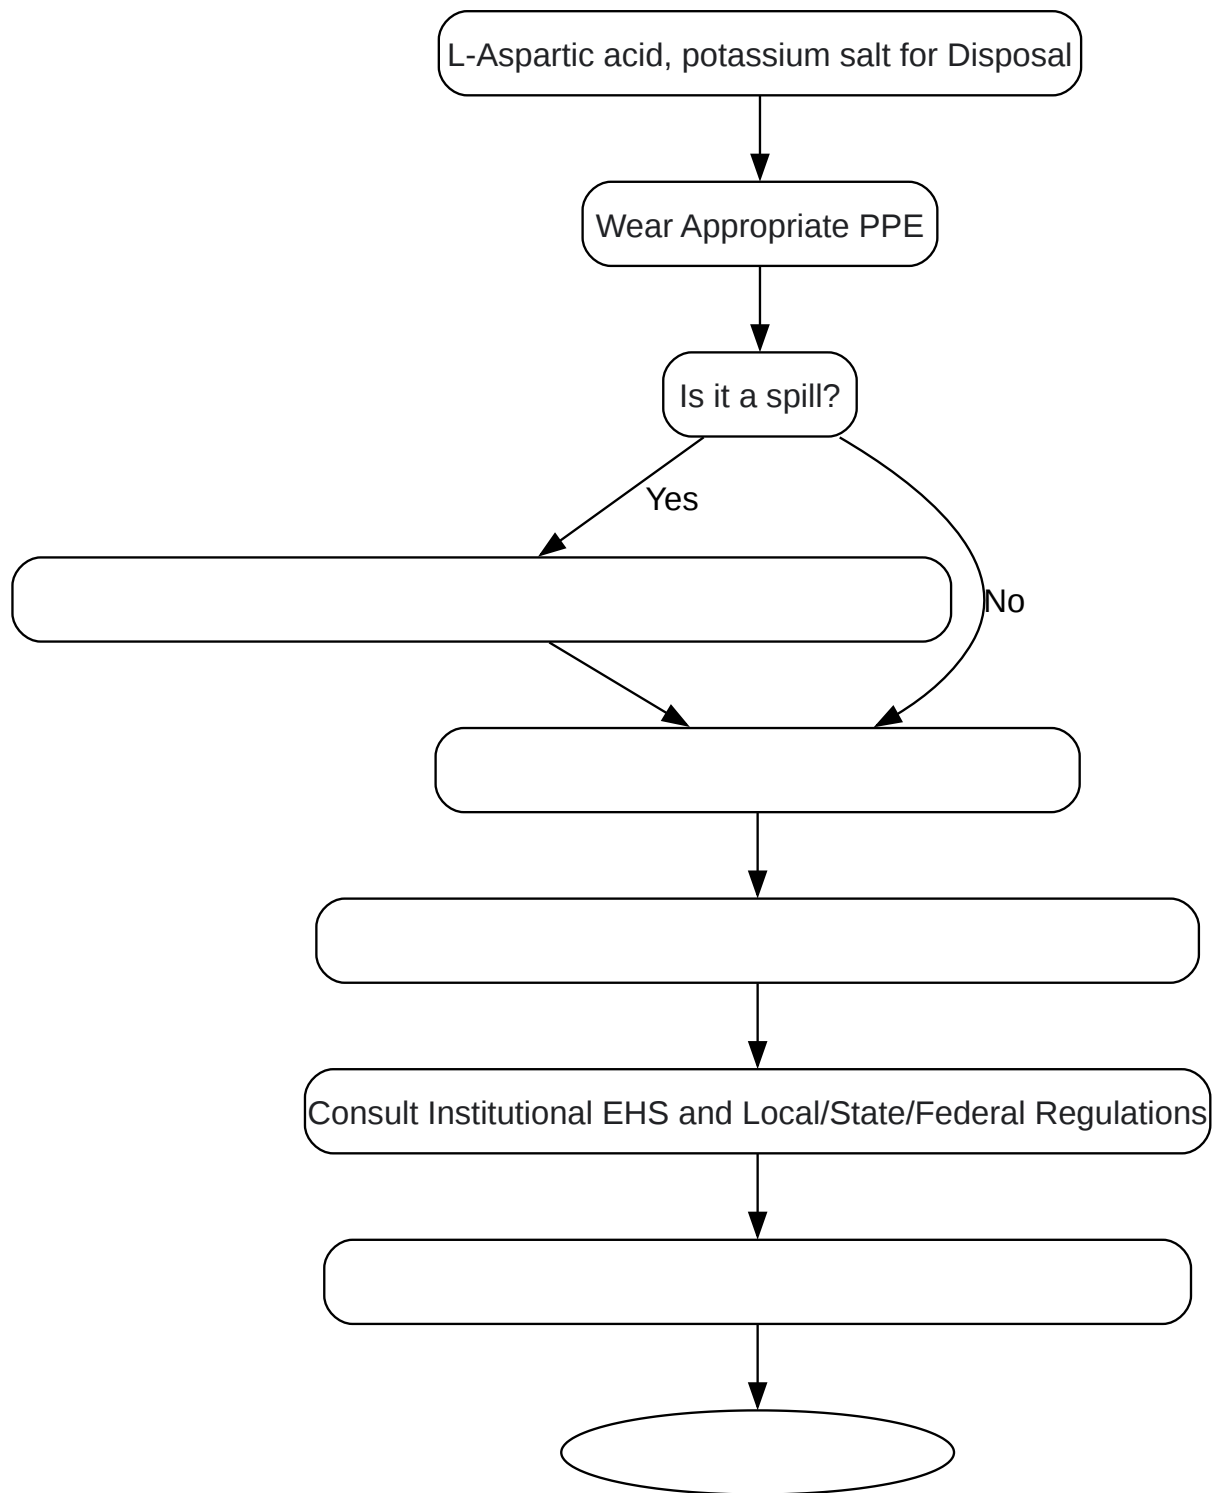 L-Aspartic acid, potassium salt for Disposal
Wear Appropriate PPE
Is it a spill?
Yes
No
Consult Institutional EHS and Local/State/Federal Regulations